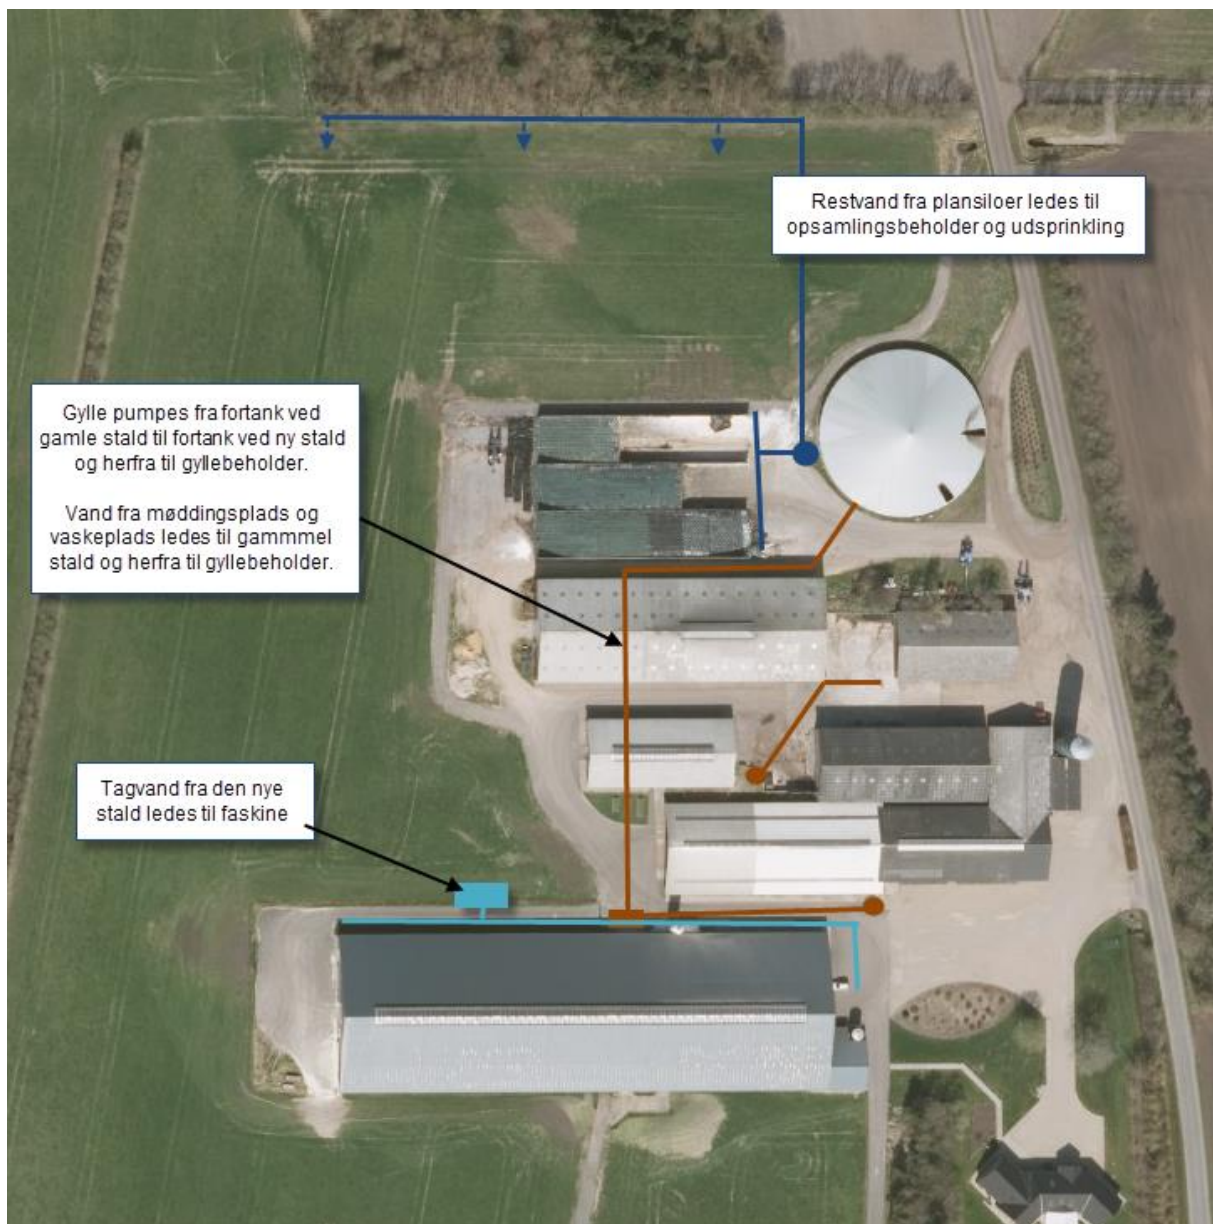 Restvand fra plansiloer ledes til
opsamlingsbeholder og udsprinkling
Gylle pumpes fra fortank ved
gamle stald til fortank ved ny stald
og herfra til gyllebeholder.
Vand fra møddingsplads og
vaskeplads ledes til gammmel
stald og herfra til gyllebeholder.
Tagvand fra den nye
stald ledes til faskine